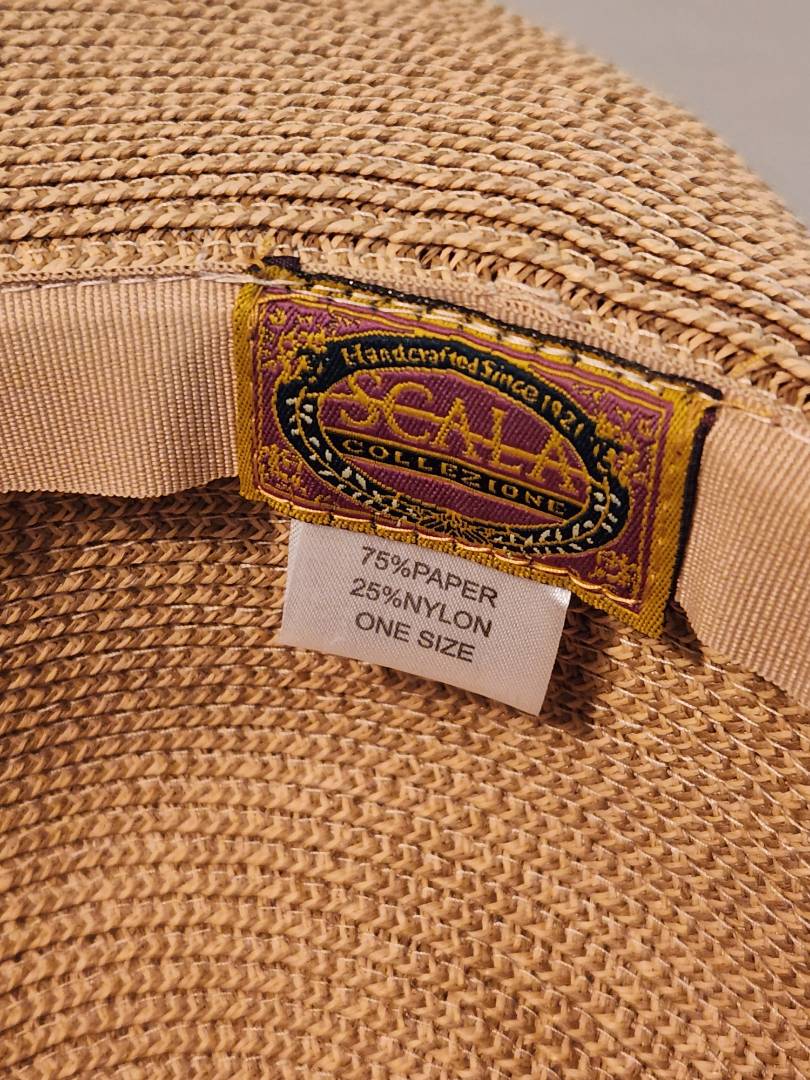 Handcrafted Since 1921
SCALA
COLLEZIONE
75%PAPER
25%NYLON
ONE SIZE